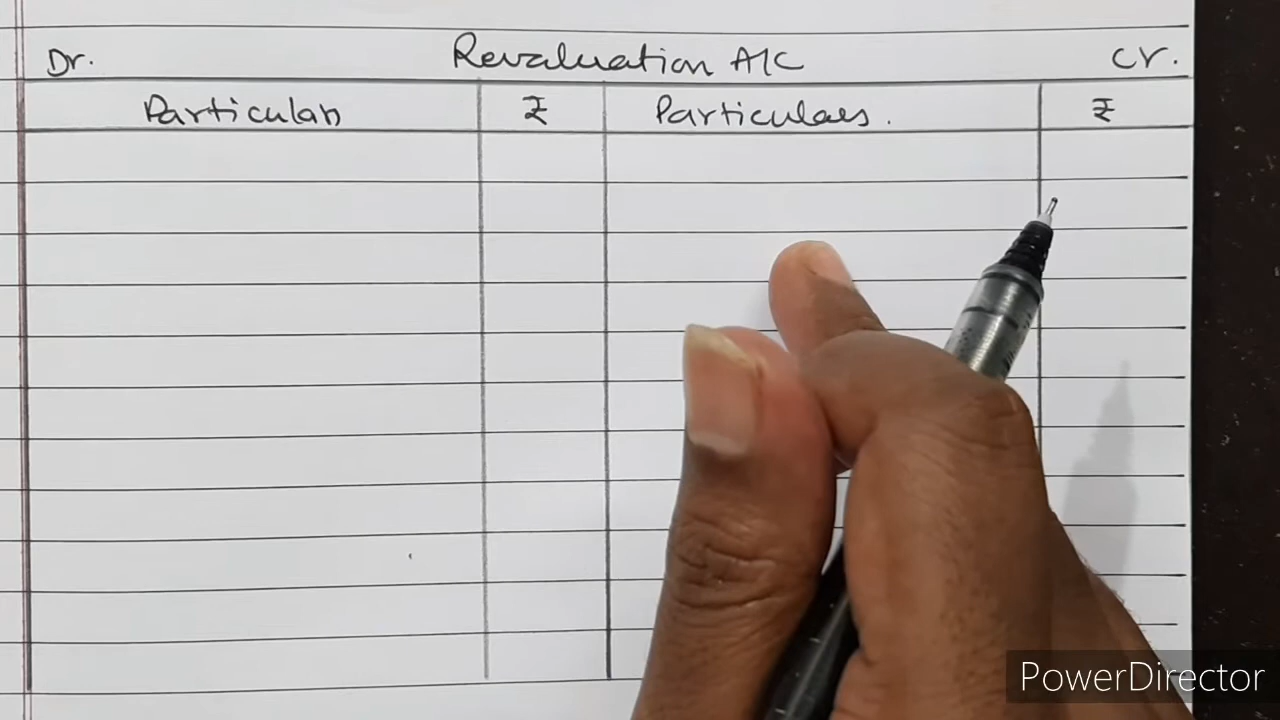 Dr. Revaluation A/C Cr.
Particulars ₹ Particulars. ₹
PowerDirector